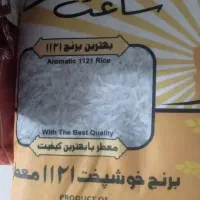 ساعت
بهترین برنج ۱۱۲۱
Aromatic 1121 Rice
With The Best Quality
معطر با بهترین کیفیت
برنج خوشپخت ۱۱۲۱ معطر
PRODUCT OF